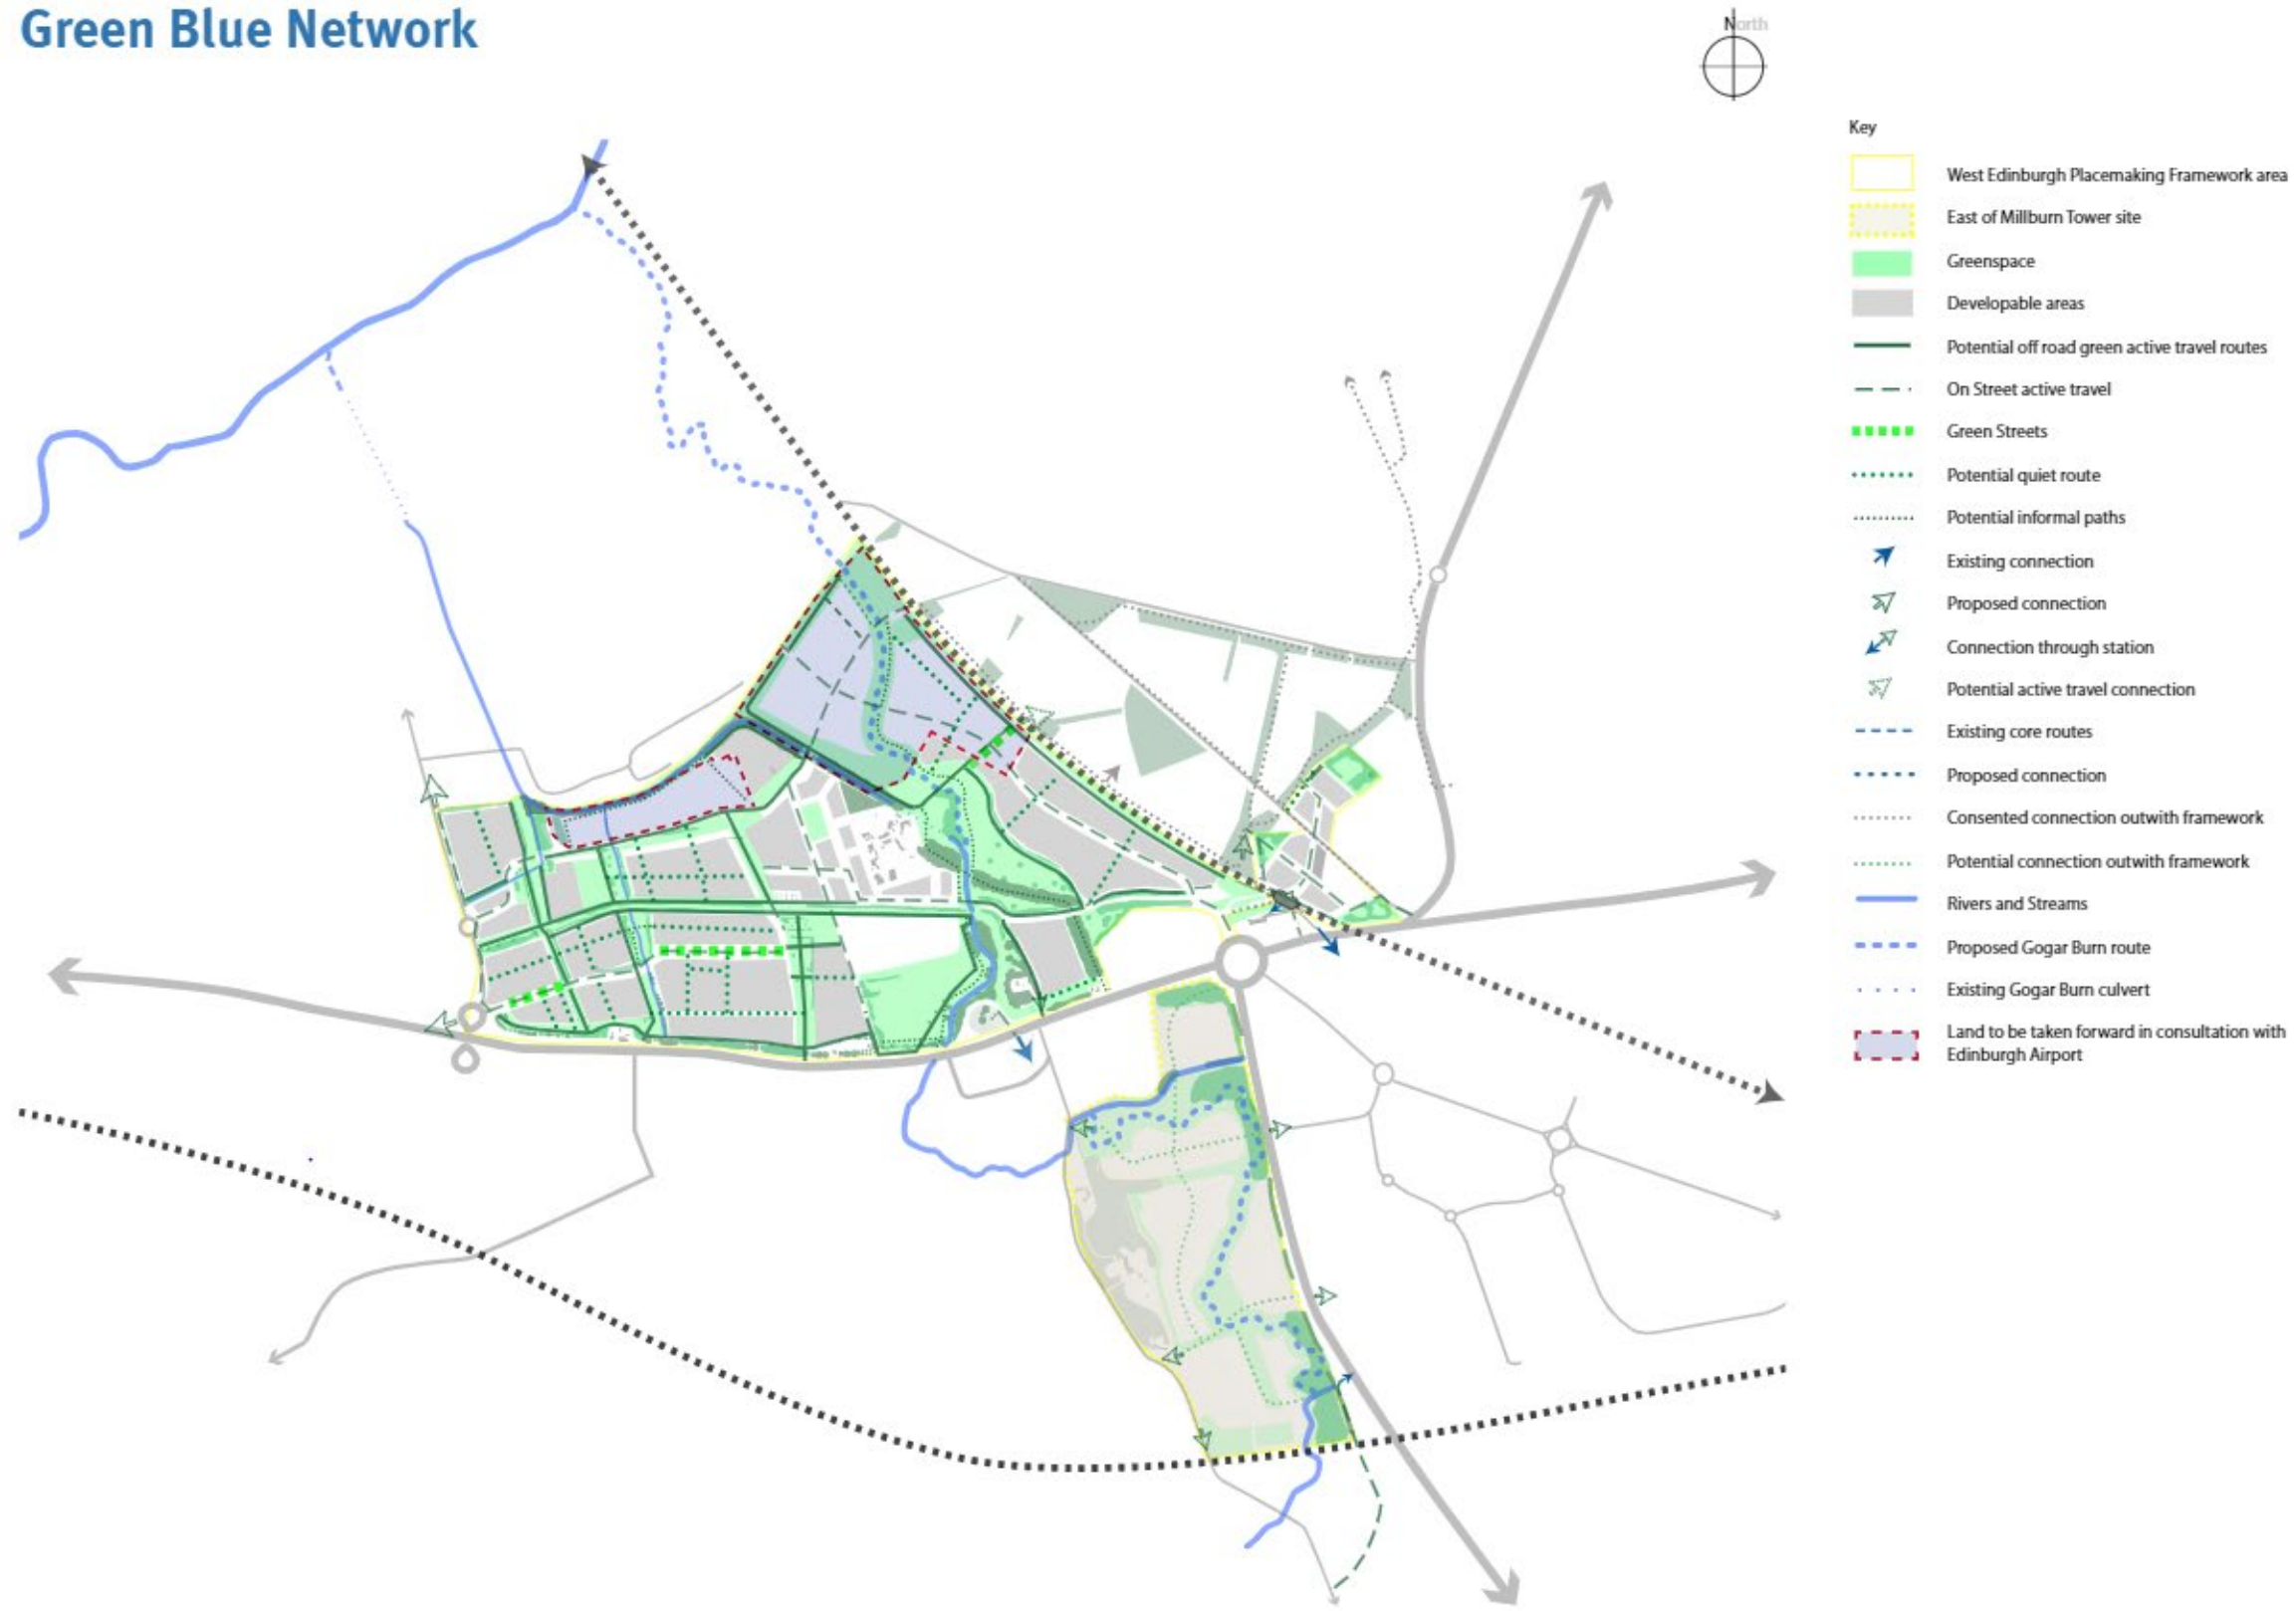 Green Blue Network
North
Key
West Edinburgh Placemaking Framework area
East of Millburn Tower site
Greenspace
Developable areas
Potential off road green active travel routes
On Street active travel
Green Streets
Potential quiet route
Potential informal paths
Existing connection
Proposed connection
Connection through station
Potential active travel connection
Existing core routes
Proposed connection
Consented connection outwith framework
Potential connection outwith framework
Rivers and Streams
Proposed Gogar Burn route
Existing Gogar Burn culvert
Land to be taken forward in consultation with
Edinburgh Airport